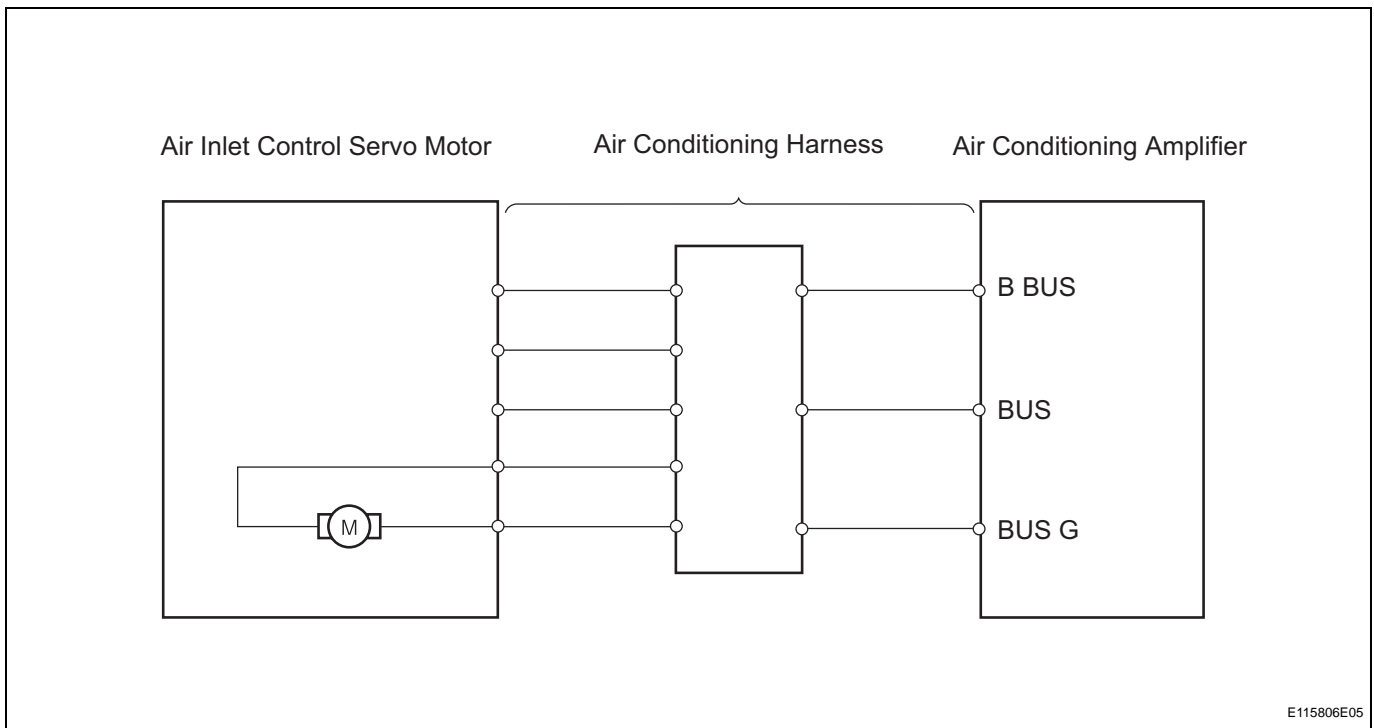 Air Inlet Control Servo Motor
Air Conditioning Harness
Air Conditioning Amplifier
B BUS
BUS
M
BUS G
E115806E05